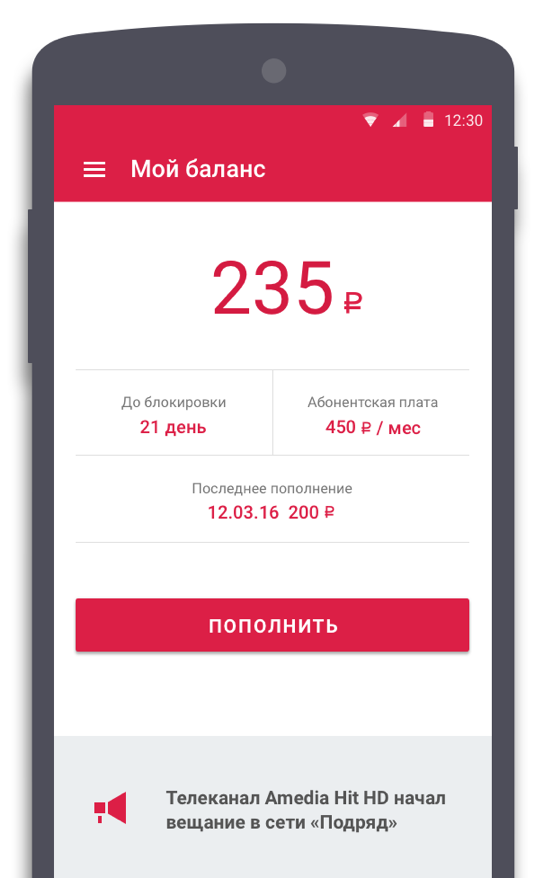 12:30
Мой баланс
235 ₽
До блокировки
21 день
Абонентская плата
450 ₽ / мес
Последнее пополнение
12.03.16 200 ₽
ПОПОЛНИТЬ
Телеканал Amedia Hit HD начал
вещание в сети «Подряд»